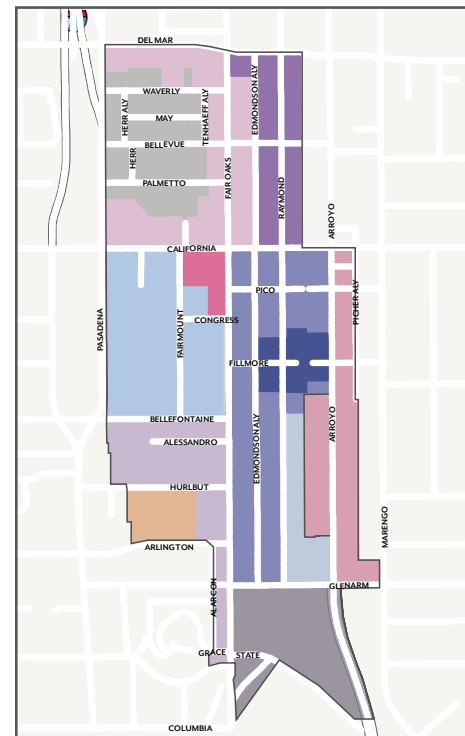 DEL MAR
WAVERLY
HERR ALY
TENHAEFF ALY
EDMONDSON ALY
MAY
BELLEVUE
HERR
PALMETTO
FAIR OAKS
RAYMOND
ARROYO
CALIFORNIA
PICO
PICHER ALY
PASADENA
FAIRMOUNT
CONGRESS
FILLMORE
BELLEFONTAINE
EDMONDSON ALY
ARROYO
ALESSANDRO
HURLBUT
MARENGO
ARLINGTON
ALARCON
GLENARM
GRACE
STATE
COLUMBIA